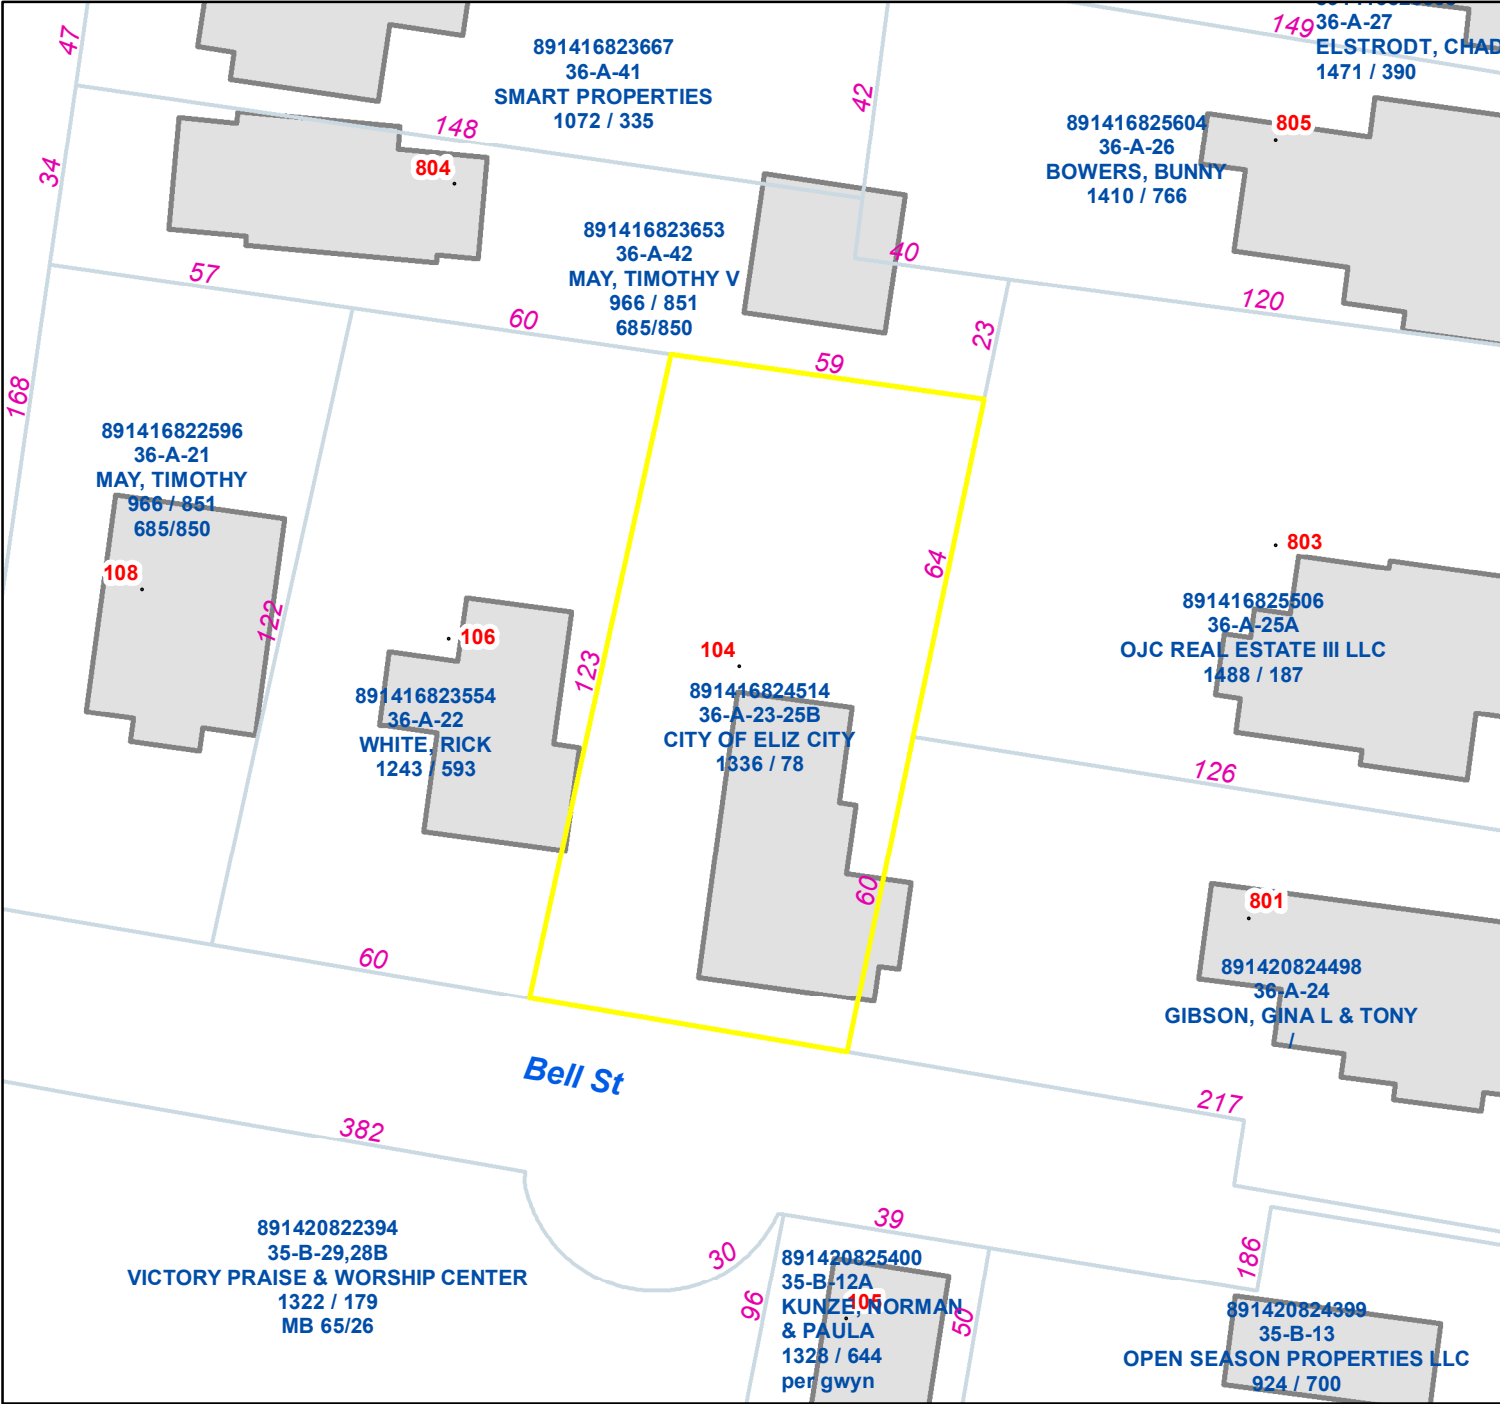 47
891416823667
36-A-41
SMART PROPERTIES
1072 / 335
42
149
36-A-27
ELSTRODT, CHAD
1471 / 390
34
148
804
891416825604
36-A-26
BOWERS, BUNNY
1410 / 766
805
57
60
891416823653
36-A-42
MAY, TIMOTHY V
966 / 851
685/850
40
23
120
59
168
891416822596
36-A-21
MAY, TIMOTHY
966 / 851
685/850
108
122
106
891416823554
36-A-22
WHITE, RICK
1243 / 593
123
104
891416824514
36-A-23-25B
CITY OF ELIZ CITY
1336 / 78
64
60
803
891416825506
36-A-25A
OJC REAL ESTATE III LLC
1488 / 187
126
801
891420824498
36-A-24
GIBSON, GINA L & TONY
/
60
Bell St
217
382
891420822394
35-B-29,28B
VICTORY PRAISE & WORSHIP CENTER
1322 / 179
MB 65/26
30
96
39
891420825400
35-B-12A
KUNZE, NORMAN
& PAULA
1328 / 644
per gwyn
105
50
186
891420824399
35-B-13
OPEN SEASON PROPERTIES LLC
924 / 700